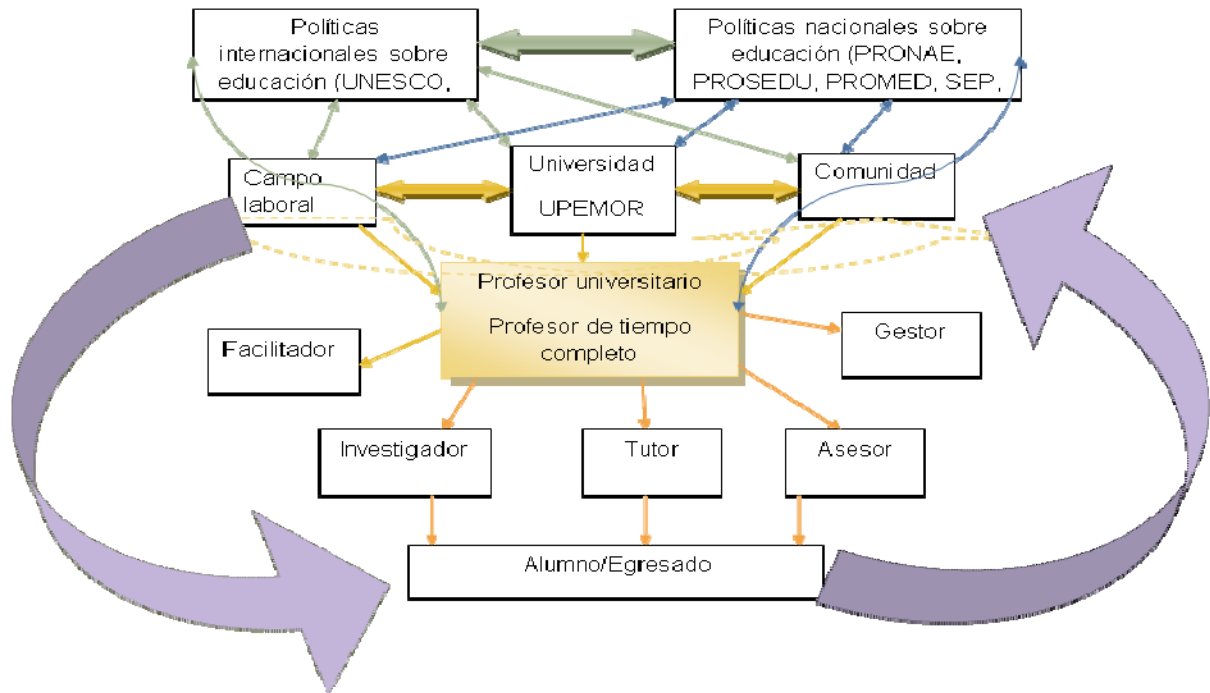 Políticas
internacionales sobre
educación (UNESCO,
Políticas nacionales sobre
educación (PRONAE,
PROSEDU, PROMED, SEP,
Campo
laboral
Universidad
UPEMOR
Comunidad
Profesor universitario
Profesor de tiempo
completo
Facilitador
Gestor
Investigador
Tutor
Asesor
Alumno/Egresado